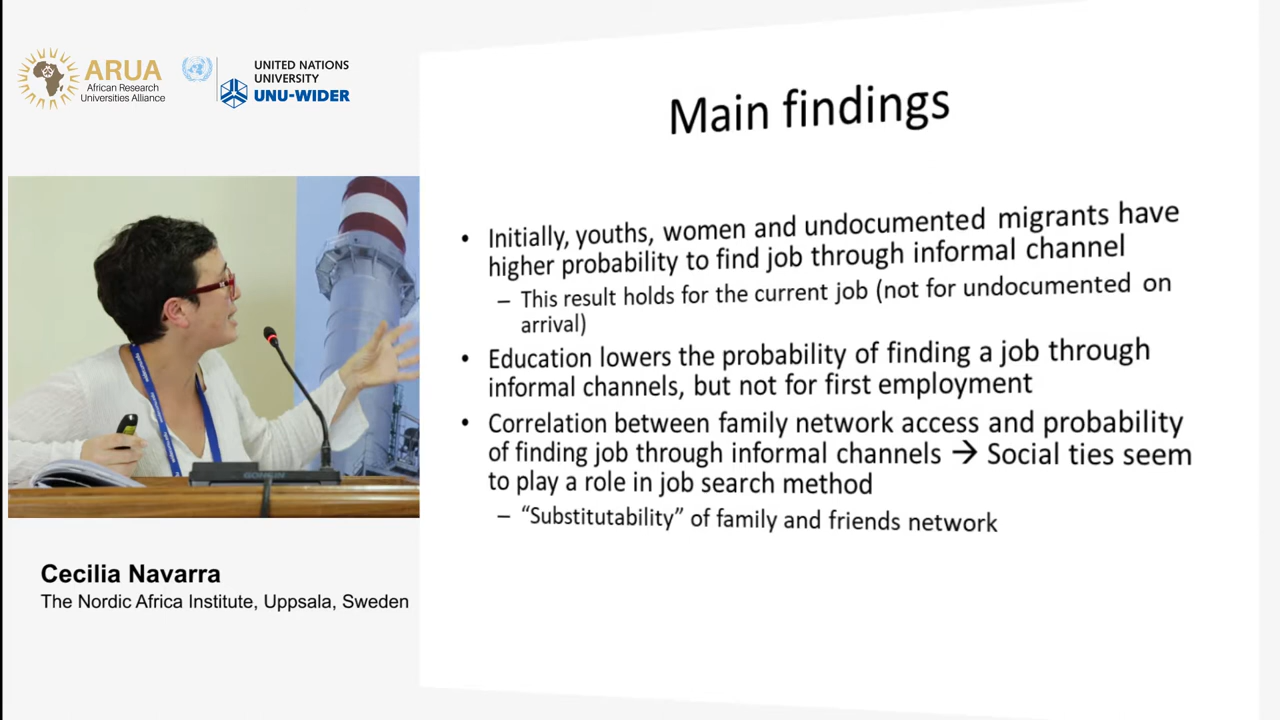 ARUA
African Research
Universities Alliance
UNITED NATIONS
UNIVERSITY
UNU-WIDER
Main findings
• Initially, youths, women and undocumented migrants have
higher probability to find job through informal channel
– This result holds for the current job (not for undocumented on
arrival)
• Education lowers the probability of finding a job through
informal channels, but not for first employment
• Correlation between family network access and probability
of finding job through informal channels → Social ties seem
to play a role in job search method
– “Substitutability” of family and friends network
Cecilia Navarra
The Nordic Africa Institute, Uppsala, Sweden